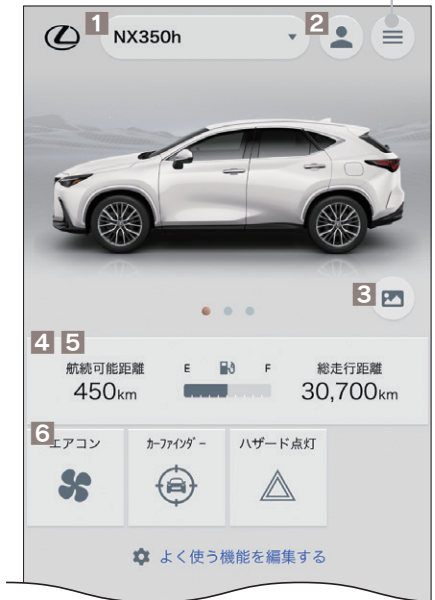 1 NX350h 2
3
4 5
航続可能距離 E F 総走行距離
450km 30,700km
6
エアコン カーファインダー ハザード点灯
よく使う機能を編集する